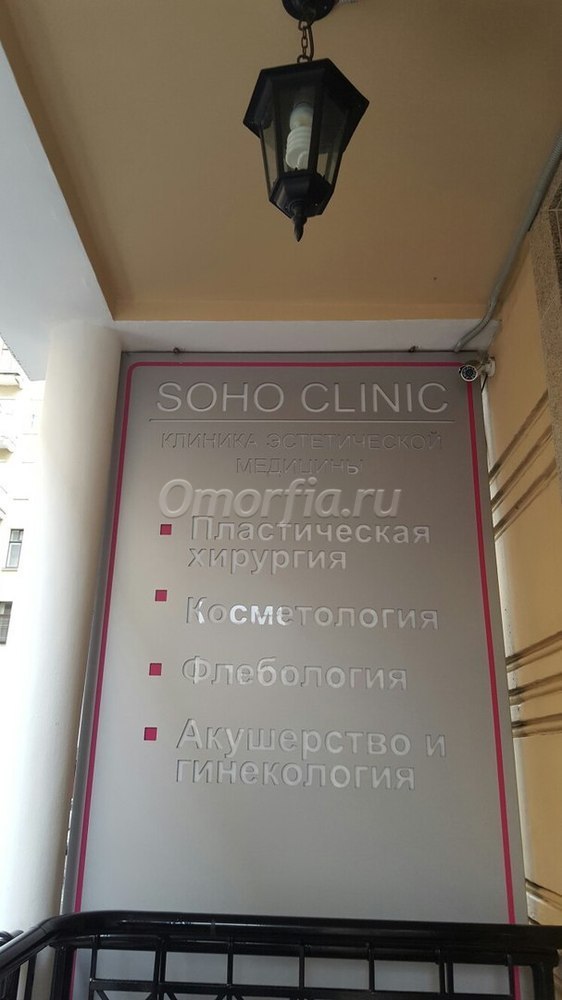 SOHO CLINIC
КЛИНИКА ЭСТЕТИЧЕСКОЙ
МЕДИЦИНЫ
Omorfia.ru
Пластическая
хирургия
Косметология
Флебология
Акушерство и
гинекология